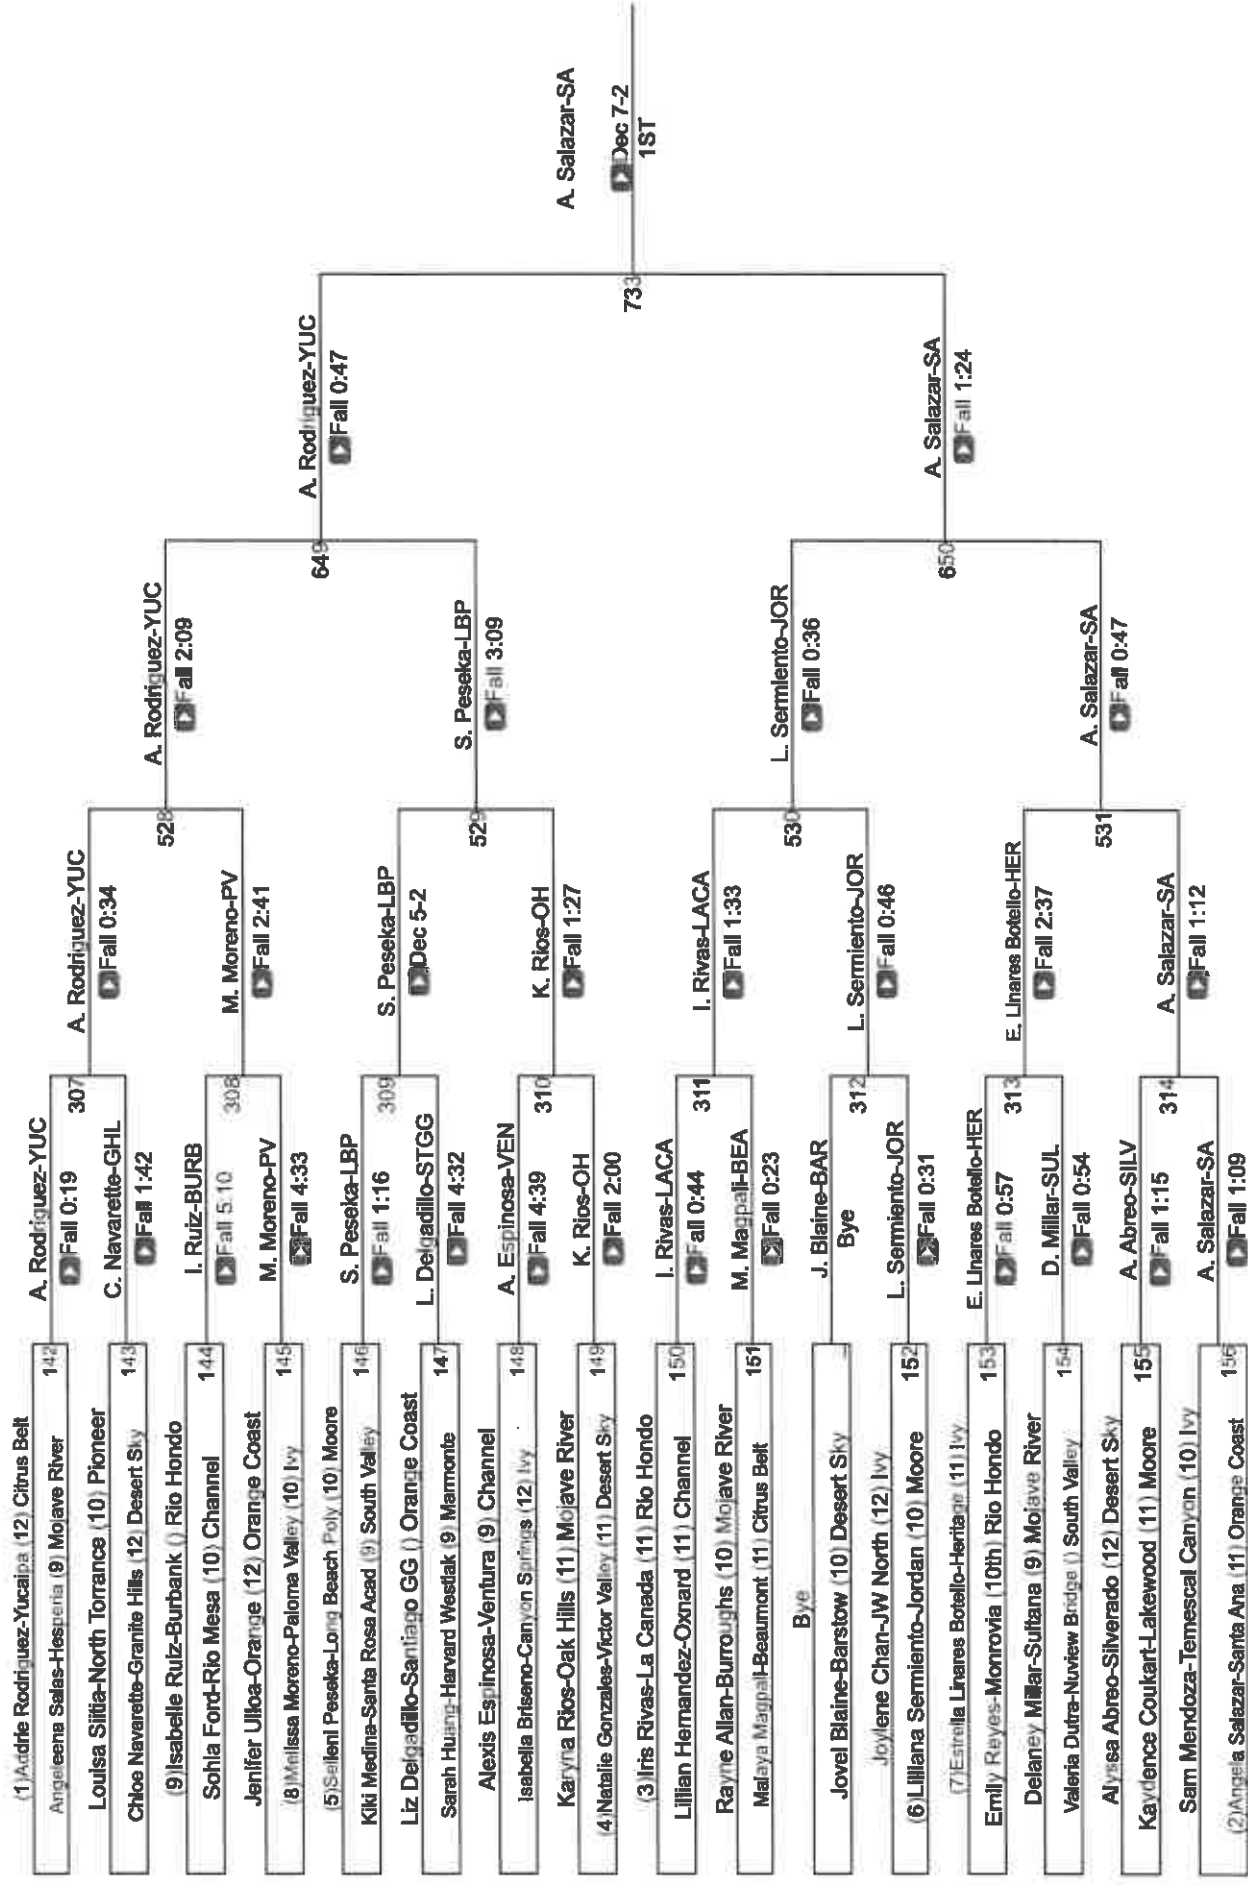 (1)Addrie Rodriguez-Yucaipa (12) Citrus Belt
142
Angeleena Salas-Hesperia (9) Mojave River
Louisa Siitia-North Torrance (10) Pioneer
143
Chloe Navarette-Granite Hills (12) Desert Sky
(9)Isabelle Ruiz-Burbank () Rio Hondo
144
Sohla Ford-Rio Mesa (10) Channel
Jenifer Ulloa-Orange (12) Orange Coast
145
(8)Melissa Moreno-Paloma Valley (10) Ivy
(5)Selleni Peseka-Long Beach Poly (10) Moore
146
Kiki Medina-Santa Rosa Acad (9) South Valley
Liz Delgadillo-Santiago GG () Orange Coast
147
Sarah Huang-Harvard Westlak (9) Marmonte
Alexis Espinosa-Ventura (9) Channel
148
Isabella Briseno-Canyon Springs (12) Ivy
Karyna Rios-Oak Hills (11) Mojave River
149
(4)Natalie Gonzales-Victor Valley (11) Desert Sky
(3)Iris Rivas-La Canada (11) Rio Hondo
150
Lillian Hernandez-Oxnard (11) Channel
Rayne Allan-Burroughs (10) Mojave River
151
Malaya Magpali-Beaumont (11) Citrus Belt
Bye
Jovel Blaine-Barstow (10) Desert Sky
Joylene Chan-JW North (12) Ivy
152
(6)Lilliana Sermiento-Jordan (10) Moore
(7)Estrella Linares Botello-Heritage (11) Ivy
153
Emily Reyes-Monrovia (10th) Rio Hondo
Delaney Millar-Sultana (9) Mojave River
154
Valeria Dutra-Nuview Bridge () South Valley
Alyssa Abreo-Silverado (12) Desert Sky
155
Kaydence Coukart-Lakewood (11) Moore
Sam Mendoza-Temescal Canyon (10) Ivy
156
(2)Angela Salazar-Santa Ana (11) Orange Coast
A. Rodriguez-YUC
Fall 0:19
307
C. Navarette-GHL
Fall 1:42
I. Ruiz-BURB
Fall 5:10
308
M. Moreno-PV
Fall 4:33
S. Peseka-LBP
Fall 1:16
309
L. Delgadillo-STGG
Fall 4:32
A. Espinosa-VEN
Fall 4:39
310
K. Rios-OH
Fall 2:00
I. Rivas-LACA
Fall 0:44
311
M. Magpali-BEA
Fall 0:23
J. Blaine-BAR
Bye
312
L. Sermiento-JOR
Fall 0:31
E. Linares Botello-HER
Fall 0:57
313
D. Millar-SUL
Fall 0:54
A. Abreo-SILV
Fall 1:15
314
A. Salazar-SA
Fall 1:09
A. Rodriguez-YUC
Fall 0:34
528
M. Moreno-PV
Fall 2:41
S. Peseka-LBP
Dec 5-2
529
K. Rios-OH
Fall 1:27
I. Rivas-LACA
Fall 1:33
530
L. Sermiento-JOR
Fall 0:46
E. Linares Botello-HER
Fall 2:37
531
A. Salazar-SA
Fall 1:12
A. Rodriguez-YUC
Fall 2:09
649
S. Peseka-LBP
Fall 3:09
L. Sermiento-JOR
Fall 0:36
650
A. Salazar-SA
Fall 0:47
A. Rodriguez-YUC
Fall 0:47
733
A. Salazar-SA
Fall 1:24
A. Salazar-SA
Dec 7-2
1ST